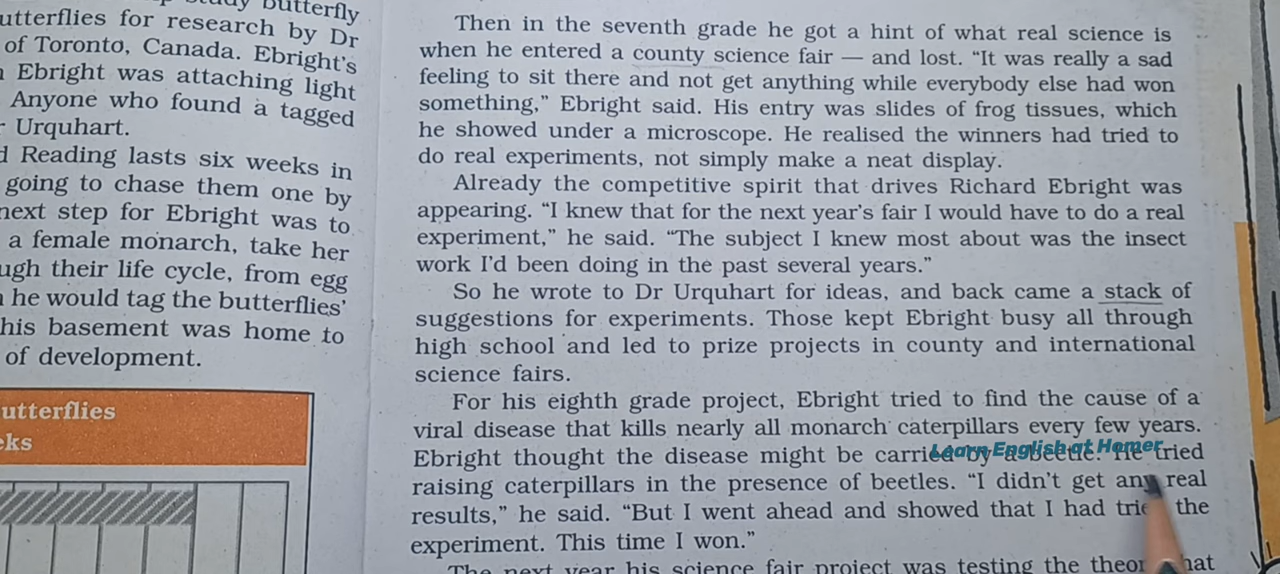 study butterfly
utterflies for research by Dr
of Toronto, Canada. Ebright's
Ebright was attaching light
Anyone who found a tagged
Urquhart.
Reading lasts six weeks in
going to chase them one by
next step for Ebright was to
a female monarch, take her
ugh their life cycle, from egg
he would tag the butterflies'
his basement was home to
of development.
utterflies
eks
Then in the seventh grade he got a hint of what real science is
when he entered a county science fair — and lost. “It was really a sad
feeling to sit there and not get anything while everybody else had won
something,” Ebright said. His entry was slides of frog tissues, which
he showed under a microscope. He realised the winners had tried to
do real experiments, not simply make a neat display.
Already the competitive spirit that drives Richard Ebright was
appearing. “I knew that for the next year's fair I would have to do a real
experiment,” he said. “The subject I knew most about was the insect
work I'd been doing in the past several years.”
So he wrote to Dr Urquhart for ideas, and back came a stack of
suggestions for experiments. Those kept Ebright busy all through
high school and led to prize projects in county and international
science fairs.
For his eighth grade project, Ebright tried to find the cause of a
viral disease that kills nearly all monarch caterpillars every few years.
Ebright thought the disease might be carried by a beetle. He tried
Learn English at Homer
raising caterpillars in the presence of beetles. “I didn't get any real
results,” he said. “But I went ahead and showed that I had tried the
experiment. This time I won.”
The next year his science fair project was testing the theory that